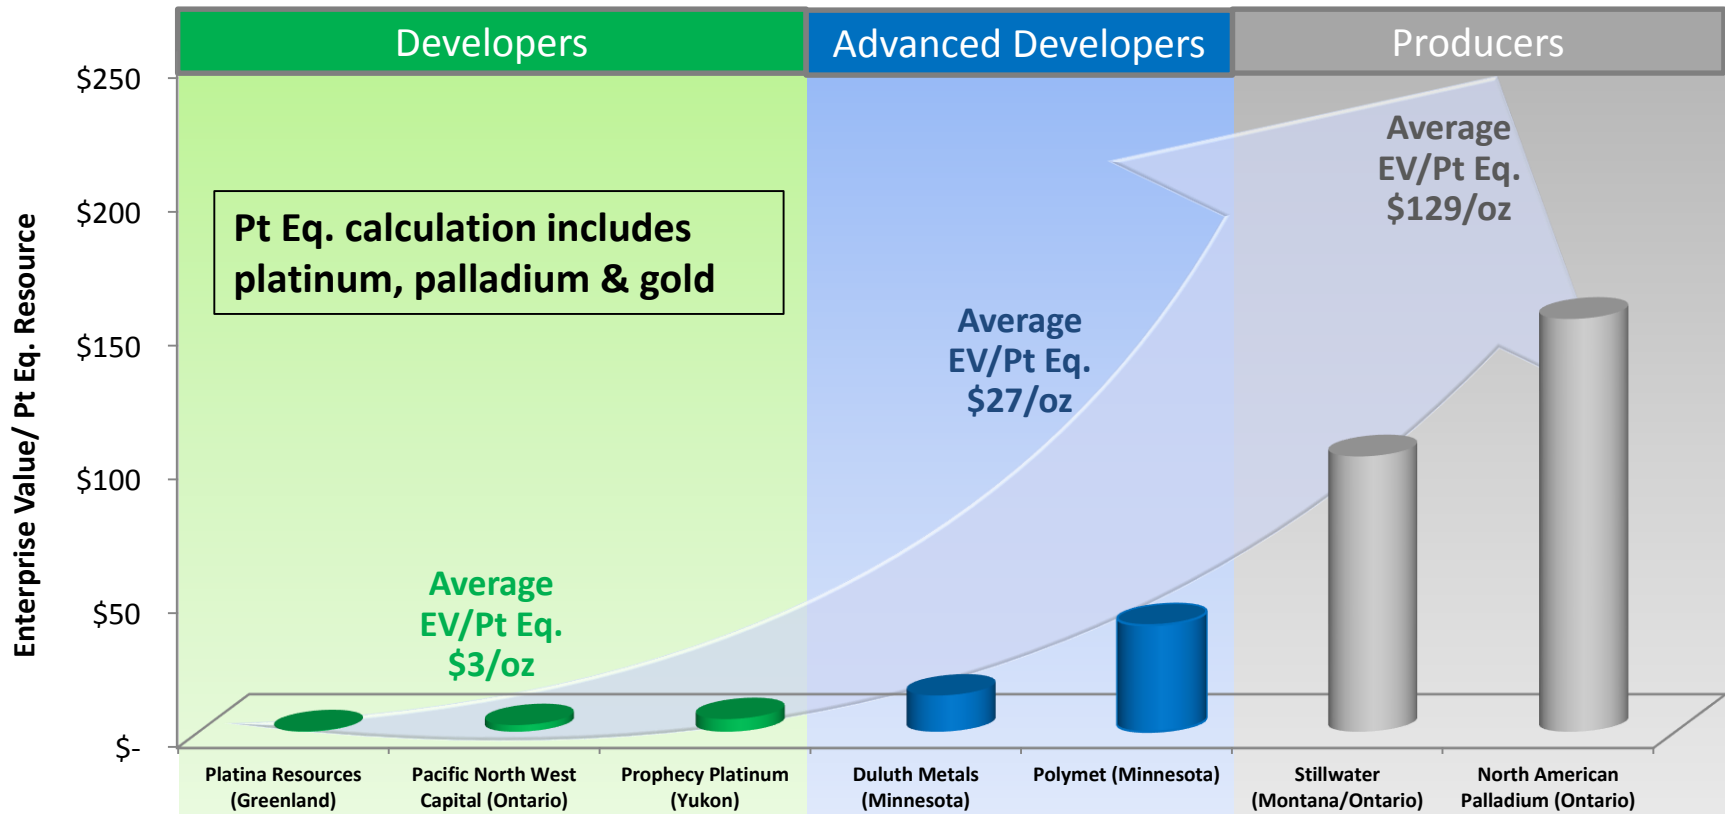 Developers
Advanced Developers
Producers
Enterprise Value/ Pt Eq. Resource
$250
$200
$150
$100
$50
$-
Pt Eq. calculation includes
platinum, palladium & gold
Average
EV/Pt Eq.
$3/oz
Average
EV/Pt Eq.
$27/oz
Average
EV/Pt Eq.
$129/oz
Platina Resources
(Greenland)
Pacific North West
Capital (Ontario)
Prophecy Platinum
(Yukon)
Duluth Metals
(Minnesota)
Polymet (Minnesota)
Stillwater
(Montana/Ontario)
North American
Palladium (Ontario)